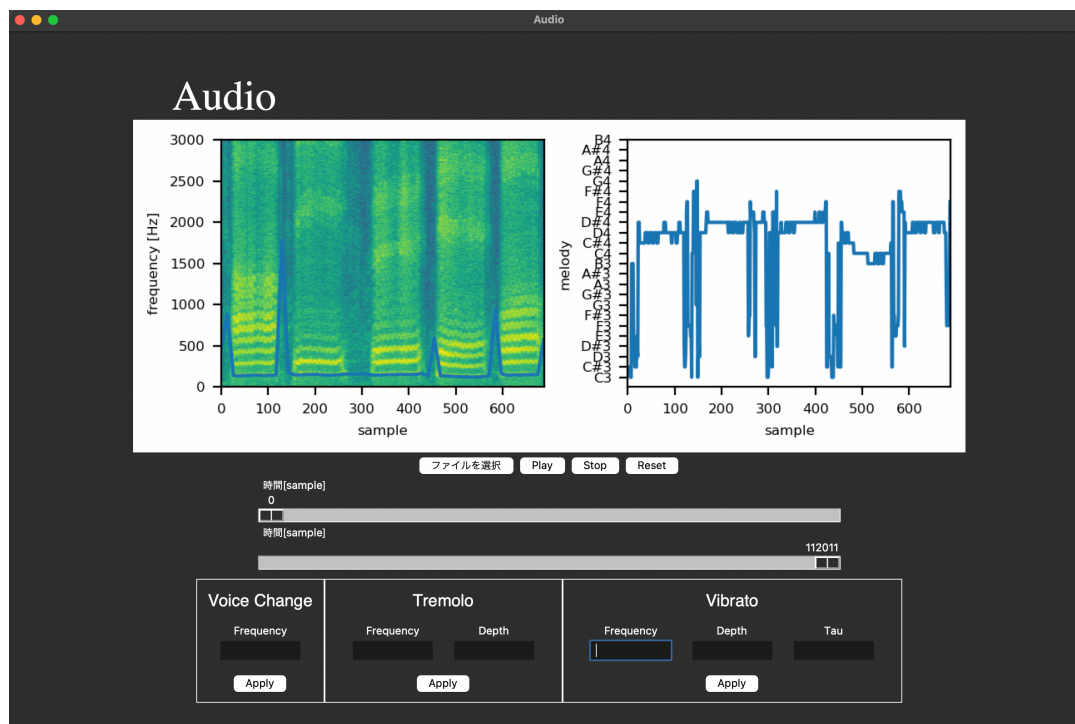 Audio
Audio
3000
2500
2000
1500
1000
500
0
frequency [Hz]
0 100 200 300 400 500 600
sample
B4
A#4
A4
G#4
G4
F#4
F4
E4
D#4
D4
C#4
C4
B3
A#3
A3
G#3
G3
F#3
F3
E3
D#3
D3
C#3
C3
melody
0 100 200 300 400 500 600
sample
ファイルを選択 Play Stop Reset
時間[sample]
0
時間[sample]
112011
Voice Change Tremolo Vibrato
Frequency Frequency Depth Frequency Depth Tau
Apply Apply Apply